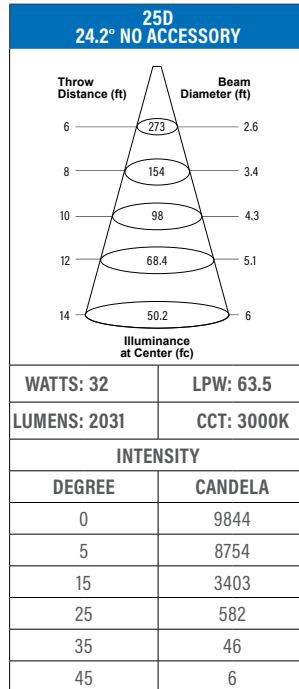 25D
24.2° NO ACCESSORY
Throw Distance (ft)
Beam Diameter (ft)
6 273 2.6
8 154 3.4
10 98 4.3
12 68.4 5.1
14 50.2 6
Illuminance
at Center (fc)
WATTS: 32 LPW: 63.5
LUMENS: 2031 CCT: 3000K
INTENSITY
DEGREE CANDELA
0 9844
5 8754
15 3403
25 582
35 46
45 6